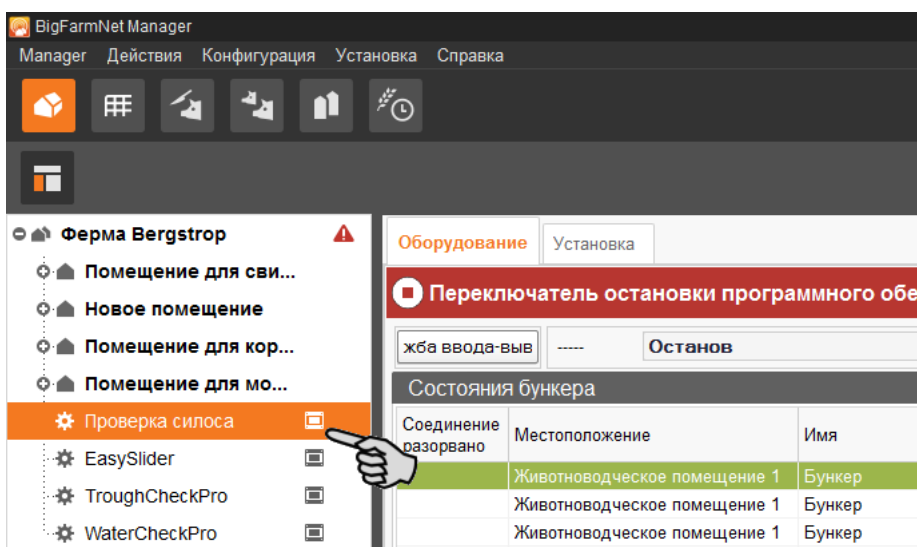 BigFarmNet Manager
Manager Действия Конфигурация Установка Справка
Ферма Bergstrop
Помещение для сви...
Новое помещение
Помещение для кор...
Помещение для мо...
Проверка силоса
EasySlider
TroughCheckPro
WaterCheckPro
Оборудование Установка
Переключатель остановки программного обе
жба ввода-выв ----- Останов
Состояния бункера
Соединение разорвано Местоположение Имя
Животноводческое помещение 1 Бункер
Животноводческое помещение 1 Бункер
Животноводческое помещение 1 Бункер